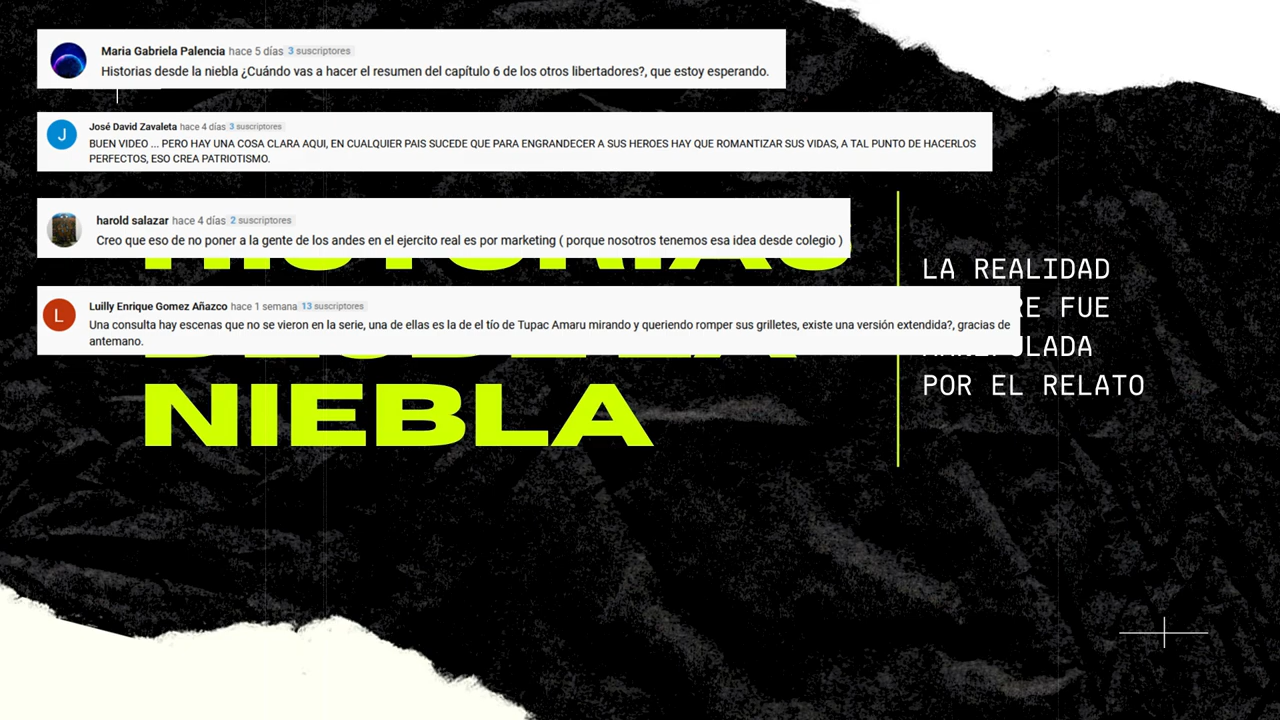 Maria Gabriela Palencia hace 5 días 3 suscriptores
Historias desde la niebla ¿Cuándo vas a hacer el resumen del capítulo 6 de los otros libertadores?, que estoy esperando.
J
José David Zavaleta hace 4 días 3 suscriptores
BUEN VIDEO ... PERO HAY UNA COSA CLARA AQUI, EN CUALQUIER PAIS SUCEDE QUE PARA ENGRANDECER A SUS HEROES HAY QUE ROMANTIZAR SUS VIDAS, A TAL PUNTO DE HACERLOS
PERFECTOS, ESO CREA PATRIOTISMO.
harold salazar hace 4 días 2 suscriptores
Creo que eso de no poner a la gente de los andes en el ejercito real es por marketing ( porque nosotros tenemos esa idea desde colegio )
HISTORIAS
L
Luilly Enrique Gomez Añazco hace 1 semana 13 suscriptores
Una consulta hay escenas que no se vieron en la serie, una de ellas es la de el tío de Tupac Amaru mirando y queriendo romper sus grilletes, existe una versión extendida?, gracias de
antemano.
DESDE LA
NIEBLA
LA REALIDAD
FUE
POR EL RELATO